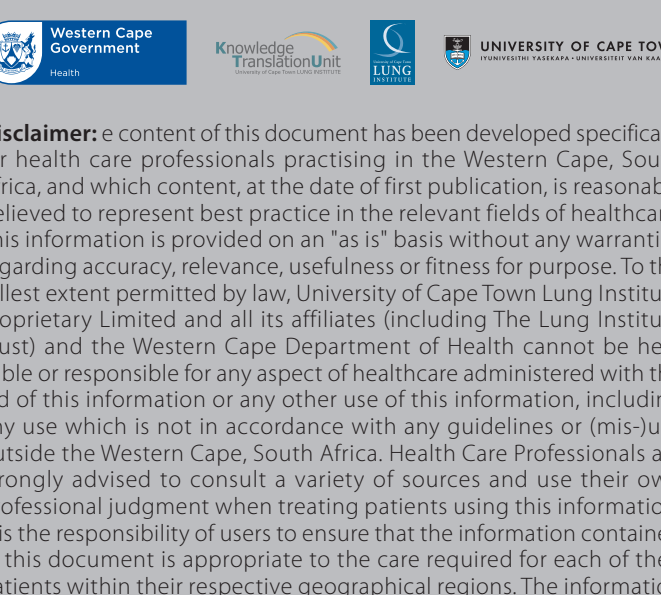 Western Cape
Government
Health
Knowledge
TranslationUnit
University of Cape Town LUNG INSTITUTE
University of Cape Town
LUNG
INSTITUTE
UNIVERSITY OF CAPE TOW
IYUNIVESITHI YASEKAPA • UNIVERSITEIT VAN KAA
isclaimer: e content of this document has been developed specifica
r health care professionals practising in the Western Cape, Sou
frica, and which content, at the date of first publication, is reasonab
elieved to represent best practice in the relevant fields of healthcar
his information is provided on an "as is" basis without any warranti
garding accuracy, relevance, usefulness or fitness for purpose. To th
llest extent permitted by law, University of Cape Town Lung Institu
oprietary Limited and all its affiliates (including The Lung Institu
ust) and the Western Cape Department of Health cannot be he
ble or responsible for any aspect of healthcare administered with th
d of this information or any other use of this information, includin
ny use which is not in accordance with any guidelines or (mis-)u
utside the Western Cape, South Africa. Health Care Professionals a
rongly advised to consult a variety of sources and use their ow
rofessional judgment when treating patients using this informatio
is the responsibility of users to ensure that the information containe
this document is appropriate to the care required for each of the
atients within their respective geographical regions. The informatio